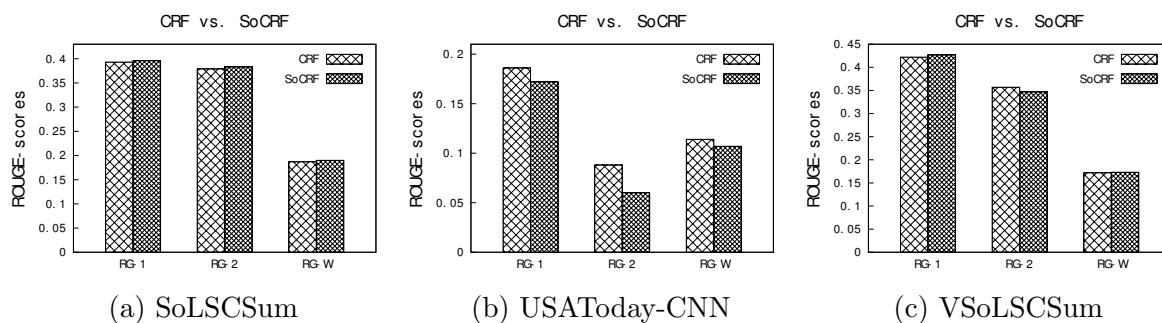 CRF vs. SoCRF
ROUGE-scores
0.4
0.35
0.3
0.25
0.2
0.15
0.1
0.05
0
CRF
SoCRF
RG-1 RG-2 RG-W
(a) SoLSCSum
CRF vs. SoCRF
ROUGE-scores
0.2
0.15
0.1
0.05
0
CRF
SoCRF
RG-1 RG-2 RG-W
(b) USAToday-CNN
CRF vs. SoCRF
ROUGE-scores
0.45
0.4
0.35
0.3
0.25
0.2
0.15
0.1
0.05
0
CRF
SoCRF
RG-1 RG-2 RG-W
(c) VSoLSCSum